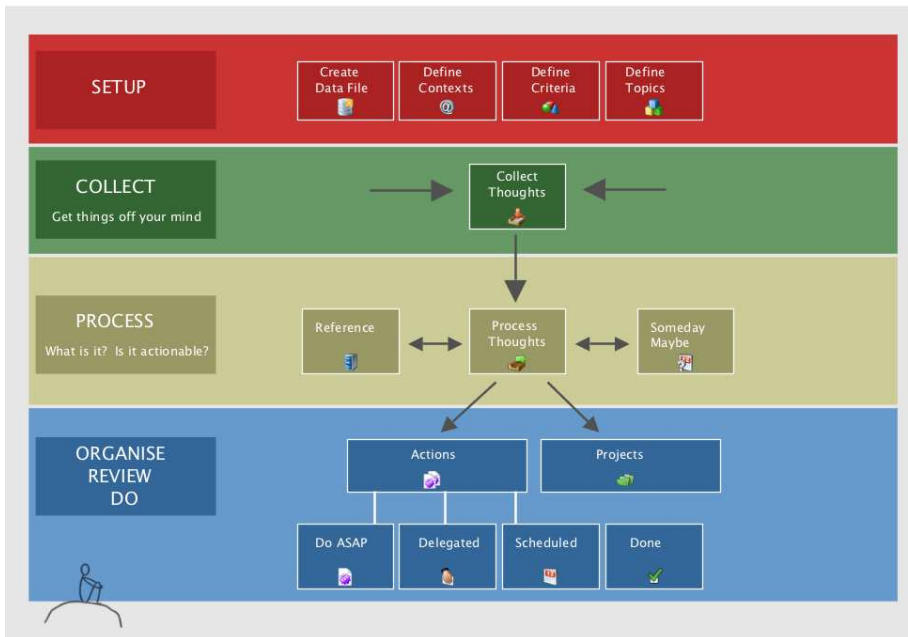 SETUP
Create
Data File
Define
Contexts
@
Define
Criteria
Define
Topics
COLLECT
Get things off your mind
Collect
Thoughts
PROCESS
What is it? Is it actionable?
Reference
Process
Thoughts
Someday
Maybe
ORGANISE
REVIEW
DO
Actions
Projects
Do ASAP
Delegated
Scheduled
Done